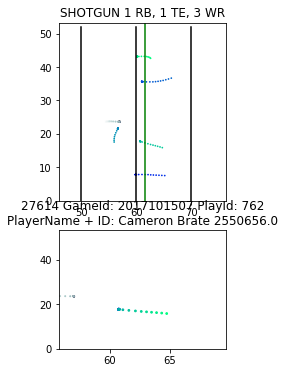 SHOTGUN 1 RB, 1 TE, 3 WR
50
40
30
20
10
0
50 60 70
27614 GameId: 2017101507 PlayId: 762
PlayerName + ID: Cameron Brate 2550656.0
40
20
0
60 65